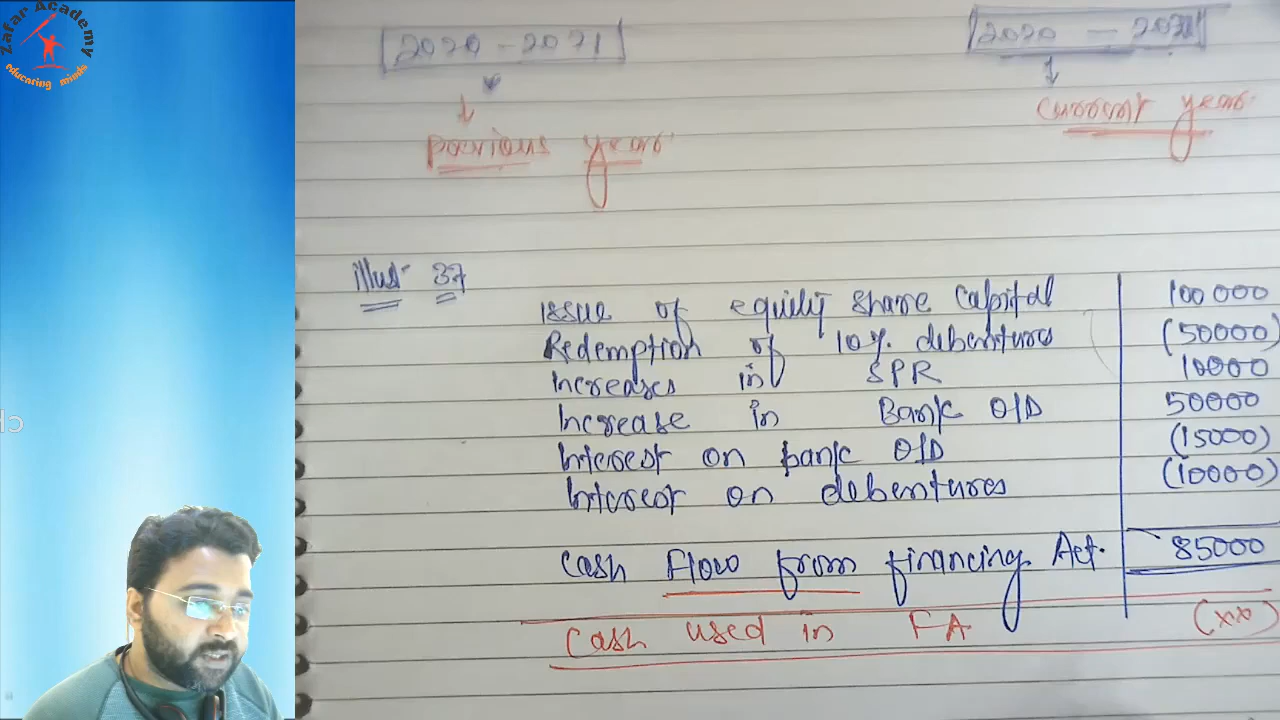 Zafar Academy
educating minds
2020 - 2021
2020 - 2021
Previous year.
Current year.
illus- 37
Issue of equity share capital 100000
Redemption of 10%. debentures (50000)
Increases in SPR 10000
Increase in Bank O/D 50000
Interest on bank O/D (15000)
Interest on debentures (10000)
Cash Flow from financing Act. 85000
Cash used in FA (xx)